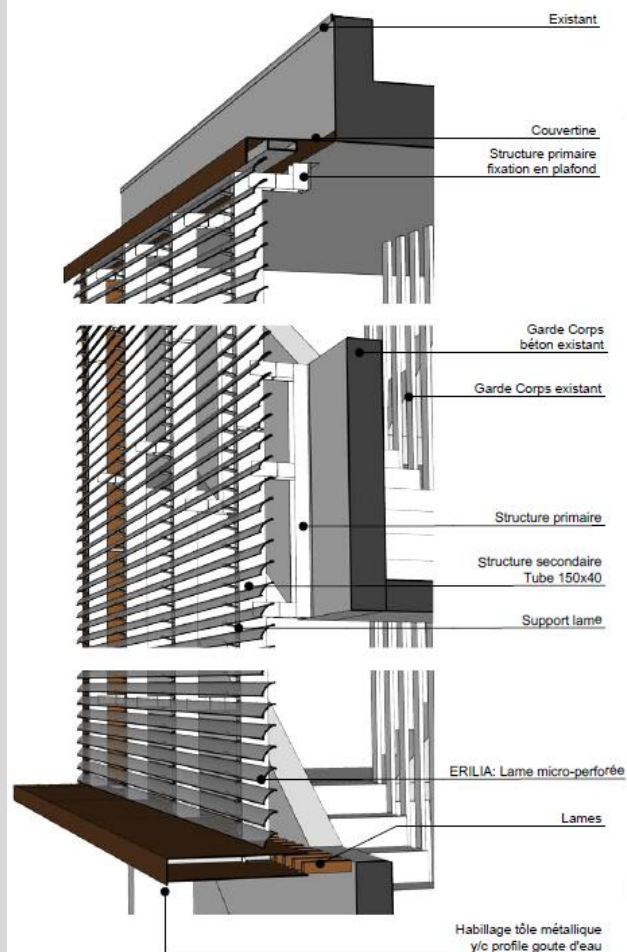 Existant
Couvertine
Structure primaire
fixation en plafond
Garde Corps
béton existant
Garde Corps existant
Structure primaire
Structure secondaire
Tube 150x40
Support lame
ERILIA: Lame micro-perforée
Lames
Habillage tôle métallique
y/c profile goute d'eau